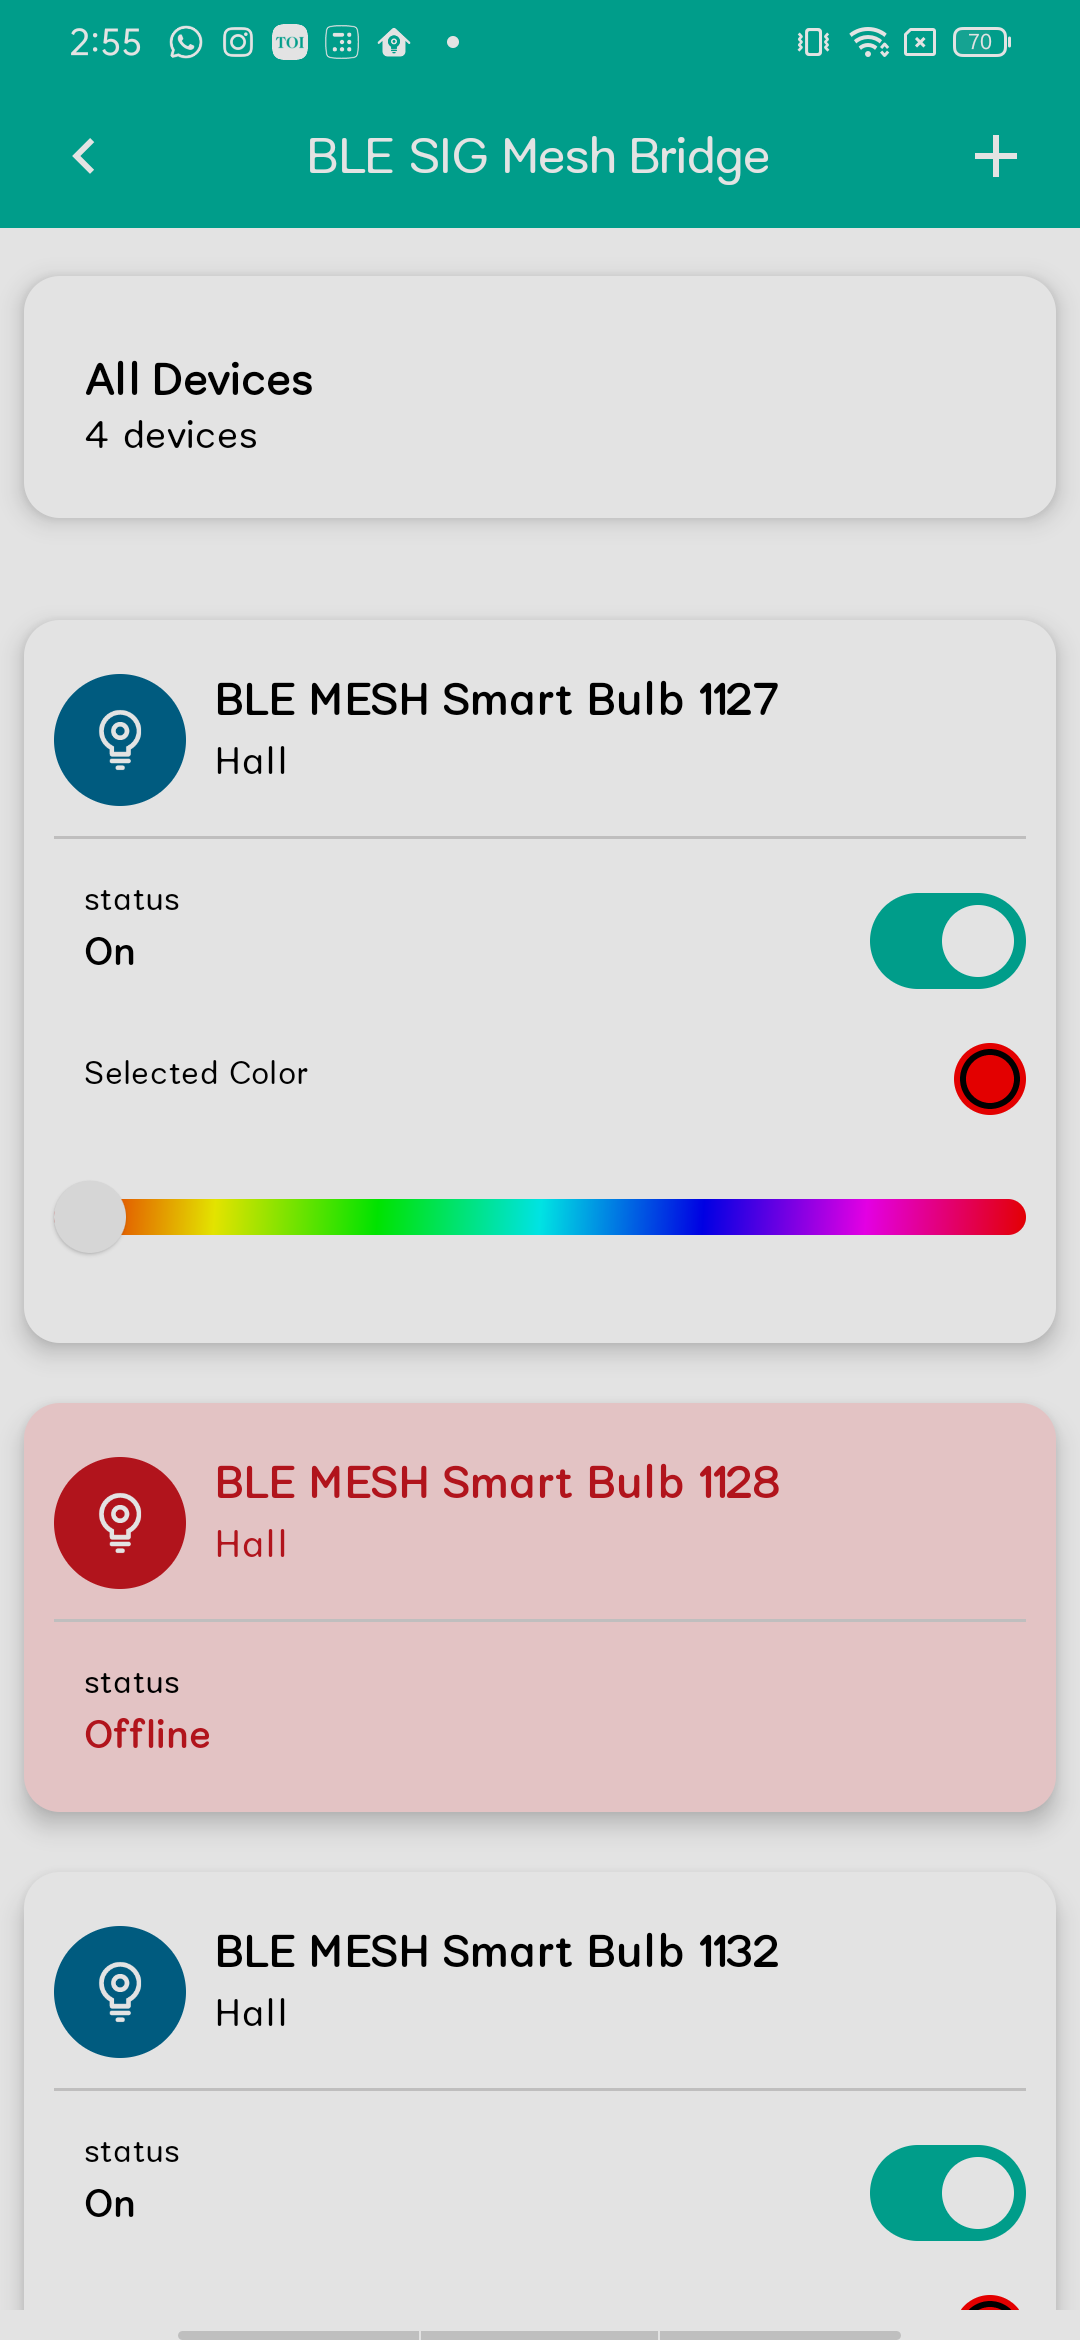 2:55
TOI
70
BLE SIG Mesh Bridge
All Devices
4 devices
BLE MESH Smart Bulb 1127
Hall
status
On
Selected Color
BLE MESH Smart Bulb 1128
Hall
status
Offline
BLE MESH Smart Bulb 1132
Hall
status
On